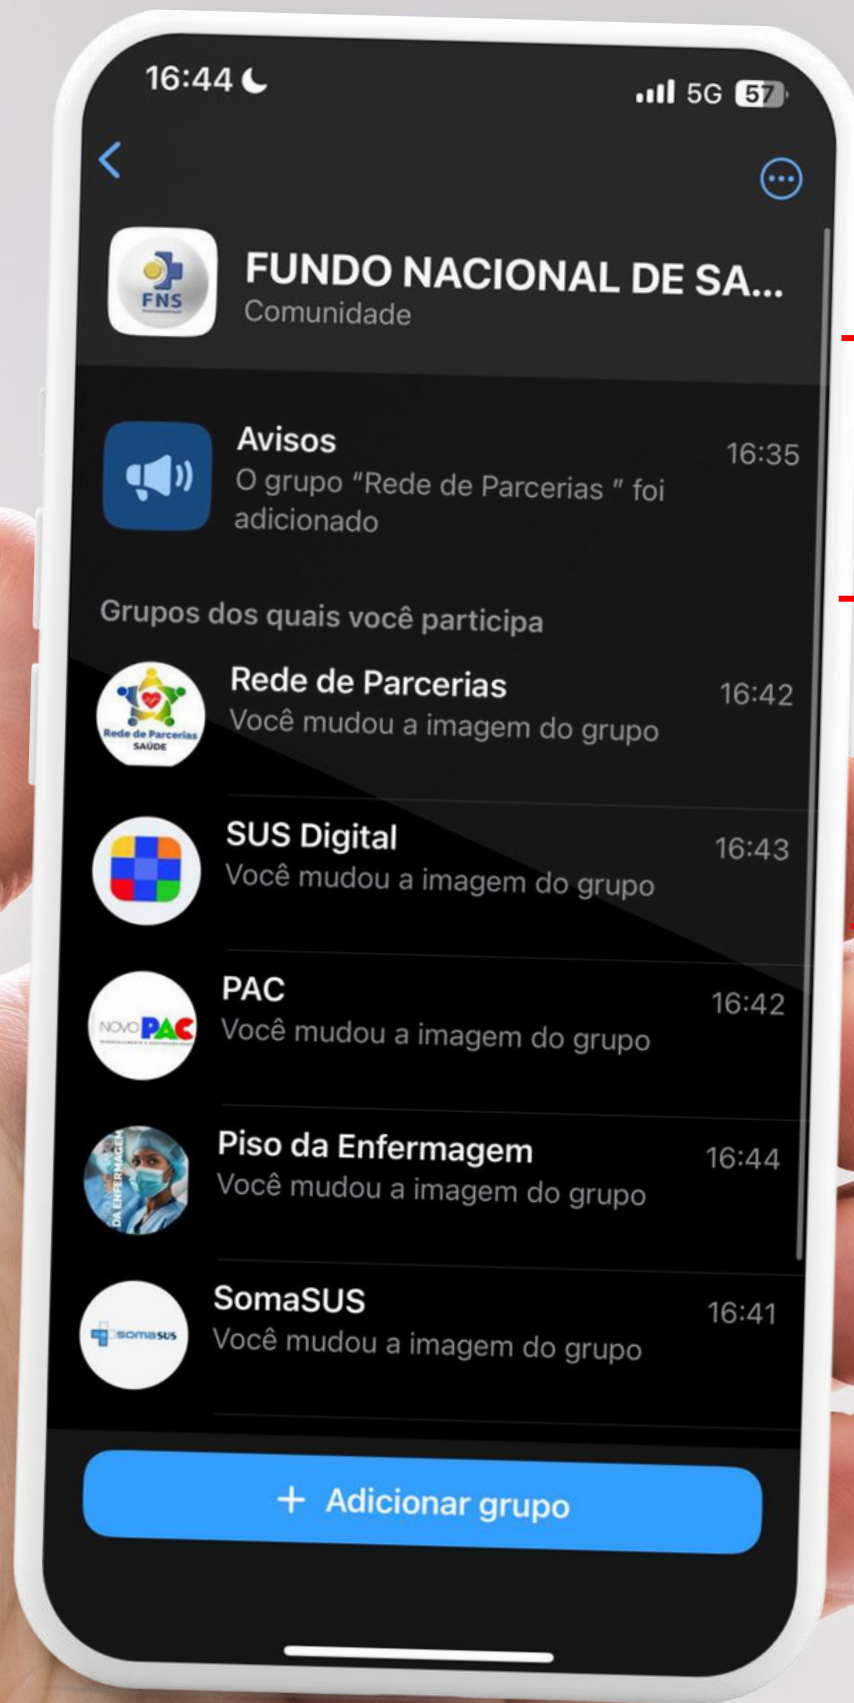 16:44
5G 57
FNS
FUNDO NACIONAL DE SA...
Comunidade
Avisos
16:35
O grupo “Rede de Parcerias ” foi
adicionado
Grupos dos quais você participa
Rede de Parcerias
SAÚDE
Rede de Parcerias
16:42
Você mudou a imagem do grupo
SUS Digital
16:43
Você mudou a imagem do grupo
NOVO PAC
PAC
16:42
Você mudou a imagem do grupo
DA ENFERMAGEM
Piso da Enfermagem
16:44
Você mudou a imagem do grupo
somasus
SomaSUS
16:41
Você mudou a imagem do grupo
+ Adicionar grupo